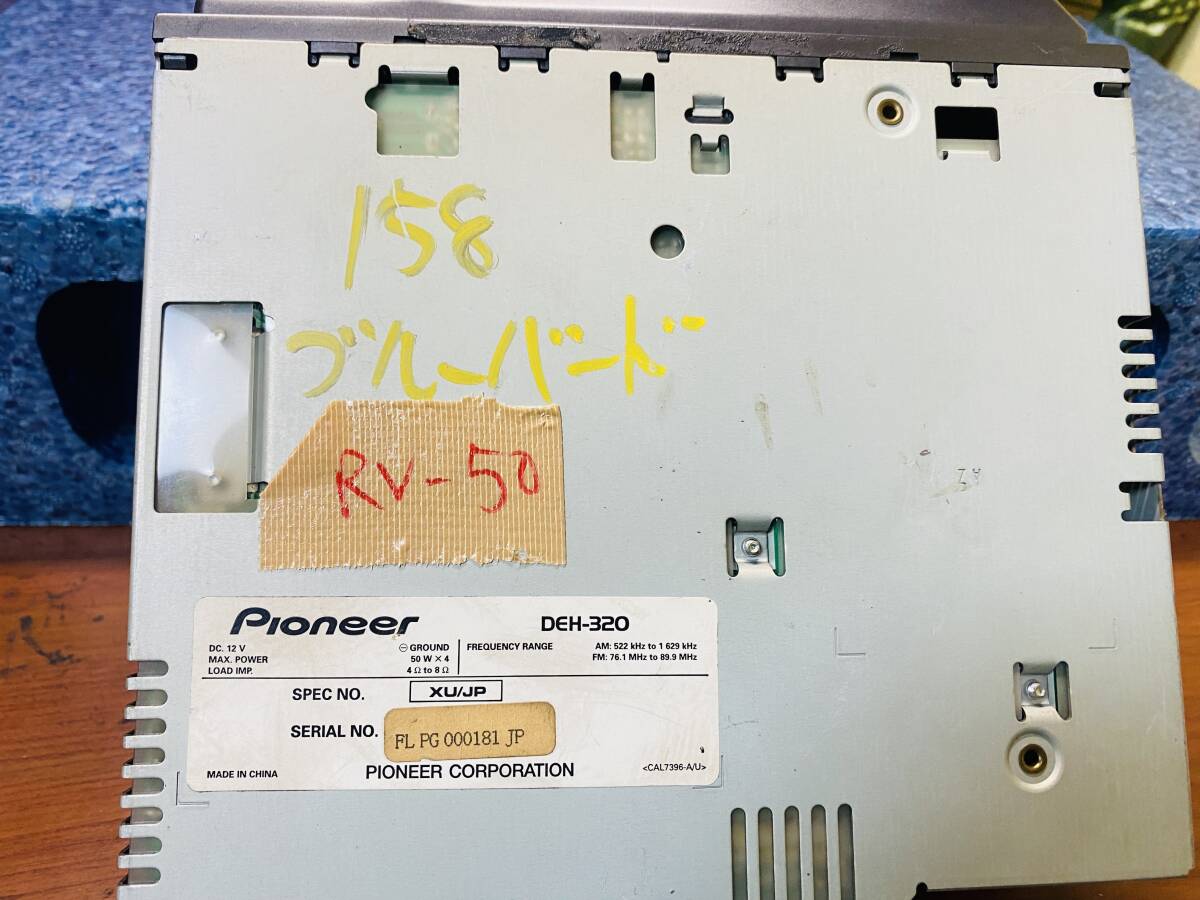 158
ブルーバード
RV-50
Pioneer DEH-320
DC. 12 V ⊖ GROUND
MAX. POWER 50 W × 4
LOAD IMP. 4 Ω to 8 Ω
FREQUENCY RANGE AM: 522 kHz to 1 629 kHz
FM: 76.1 MHz to 89.9 MHz
SPEC NO. XU/JP
SERIAL NO. FL PG 000181 JP
MADE IN CHINA PIONEER CORPORATION <CAL7396-A/U>